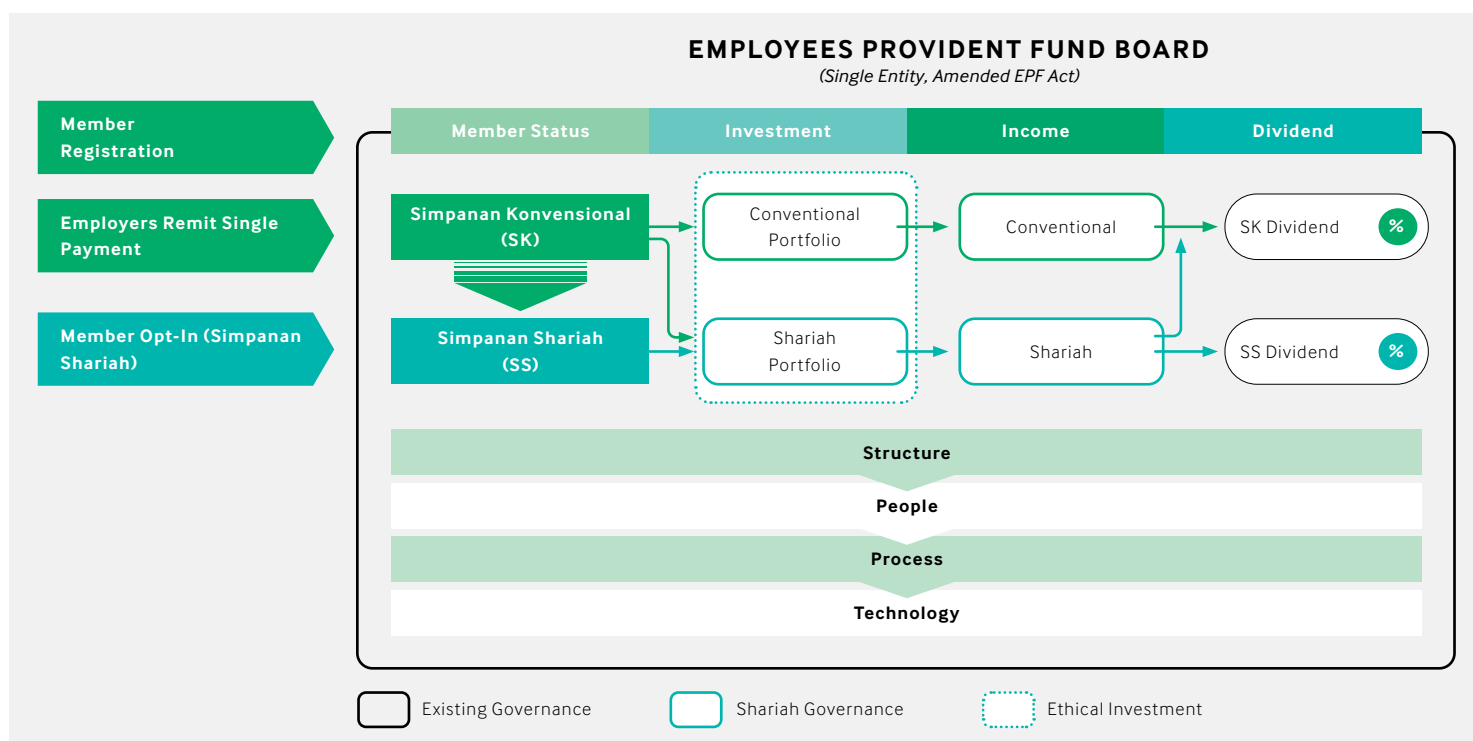 EMPLOYEES PROVIDENT FUND BOARD
(Single Entity, Amended EPF Act)
Member
Registration
Employers Remit Single
Payment
Member Opt-In (Simpanan
Shariah)
Member Status
Investment
Income
Dividend
Simpanan Konvensional
(SK)
Conventional
Portfolio
Conventional
SK Dividend
%
Simpanan Shariah
(SS)
Shariah
Portfolio
Shariah
SS Dividend
%
Structure
People
Process
Technology
Existing Governance
Shariah Governance
Ethical Investment